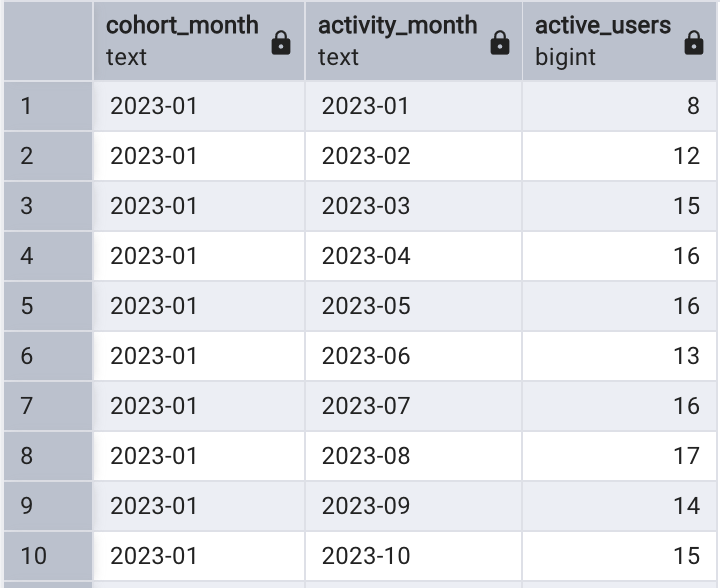 cohort_month activity_month active_users
text text bigint
1 2023-01 2023-01 8
2 2023-01 2023-02 12
3 2023-01 2023-03 15
4 2023-01 2023-04 16
5 2023-01 2023-05 16
6 2023-01 2023-06 13
7 2023-01 2023-07 16
8 2023-01 2023-08 17
9 2023-01 2023-09 14
10 2023-01 2023-10 15